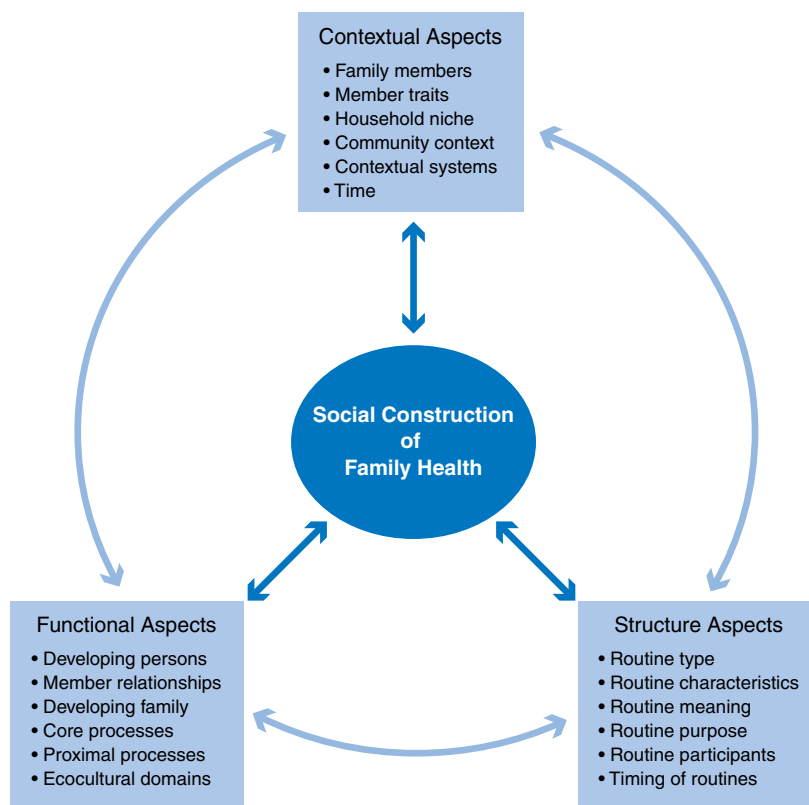 Contextual Aspects
• Family members
• Member traits
• Household niche
• Community context
• Contextual systems
• Time
Social Construction
of
Family Health
Functional Aspects
• Developing persons
• Member relationships
• Developing family
• Core processes
• Proximal processes
• Ecocultural domains
Structure Aspects
• Routine type
• Routine characteristics
• Routine meaning
• Routine purpose
• Routine participants
• Timing of routines